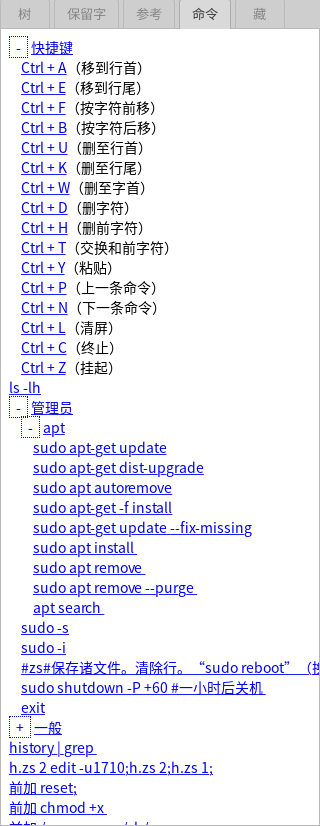 树 保留字 参考 命令 藏
- 快捷键
Ctrl + A（移到行首）
Ctrl + E（移到行尾）
Ctrl + F（按字符前移）
Ctrl + B（按字符后移）
Ctrl + U（删至行首）
Ctrl + K（删至行尾）
Ctrl + W（删至字首）
Ctrl + D（删字符）
Ctrl + H（删前字符）
Ctrl + T（交换和前字符）
Ctrl + Y（粘贴）
Ctrl + P（上一条命令）
Ctrl + N（下一条命令）
Ctrl + L（清屏）
Ctrl + C（终止）
Ctrl + Z（挂起）
ls -lh
- 管理员
- apt
sudo apt-get update
sudo apt-get dist-upgrade
sudo apt autoremove
sudo apt-get -f install
sudo apt-get update --fix-missing
sudo apt install
sudo apt remove
sudo apt remove --purge
apt search
sudo -s
sudo -i
#zs#保存诸文件。清除行。“sudo reboot”（
sudo shutdown -P +60 #一小时后关机
exit
+ 一般
history | grep
h.zs 2 edit -u1710;h.zs 2;h.zs 1;
前加 reset;
前加 chmod +x